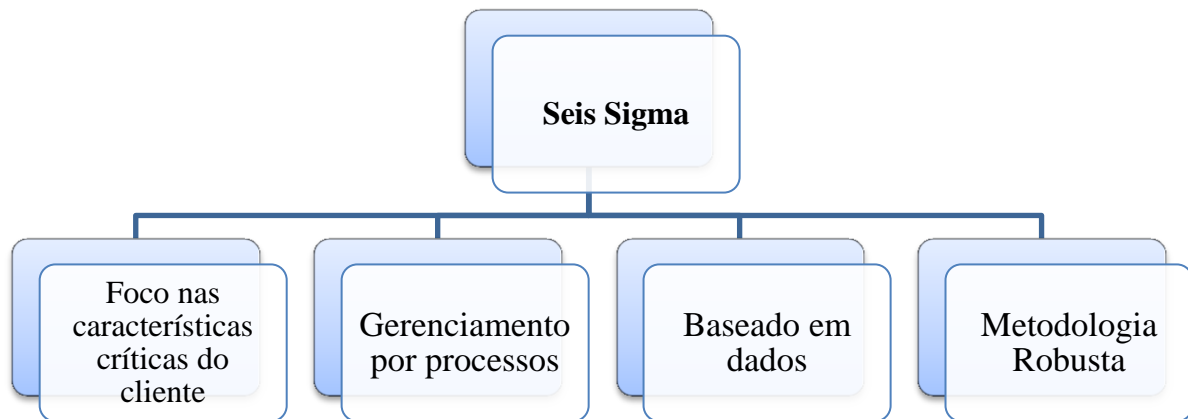 Seis Sigma
Foco nas
características
críticas do
cliente
Gerenciamento
por processos
Baseado em
dados
Metodologia
Robusta